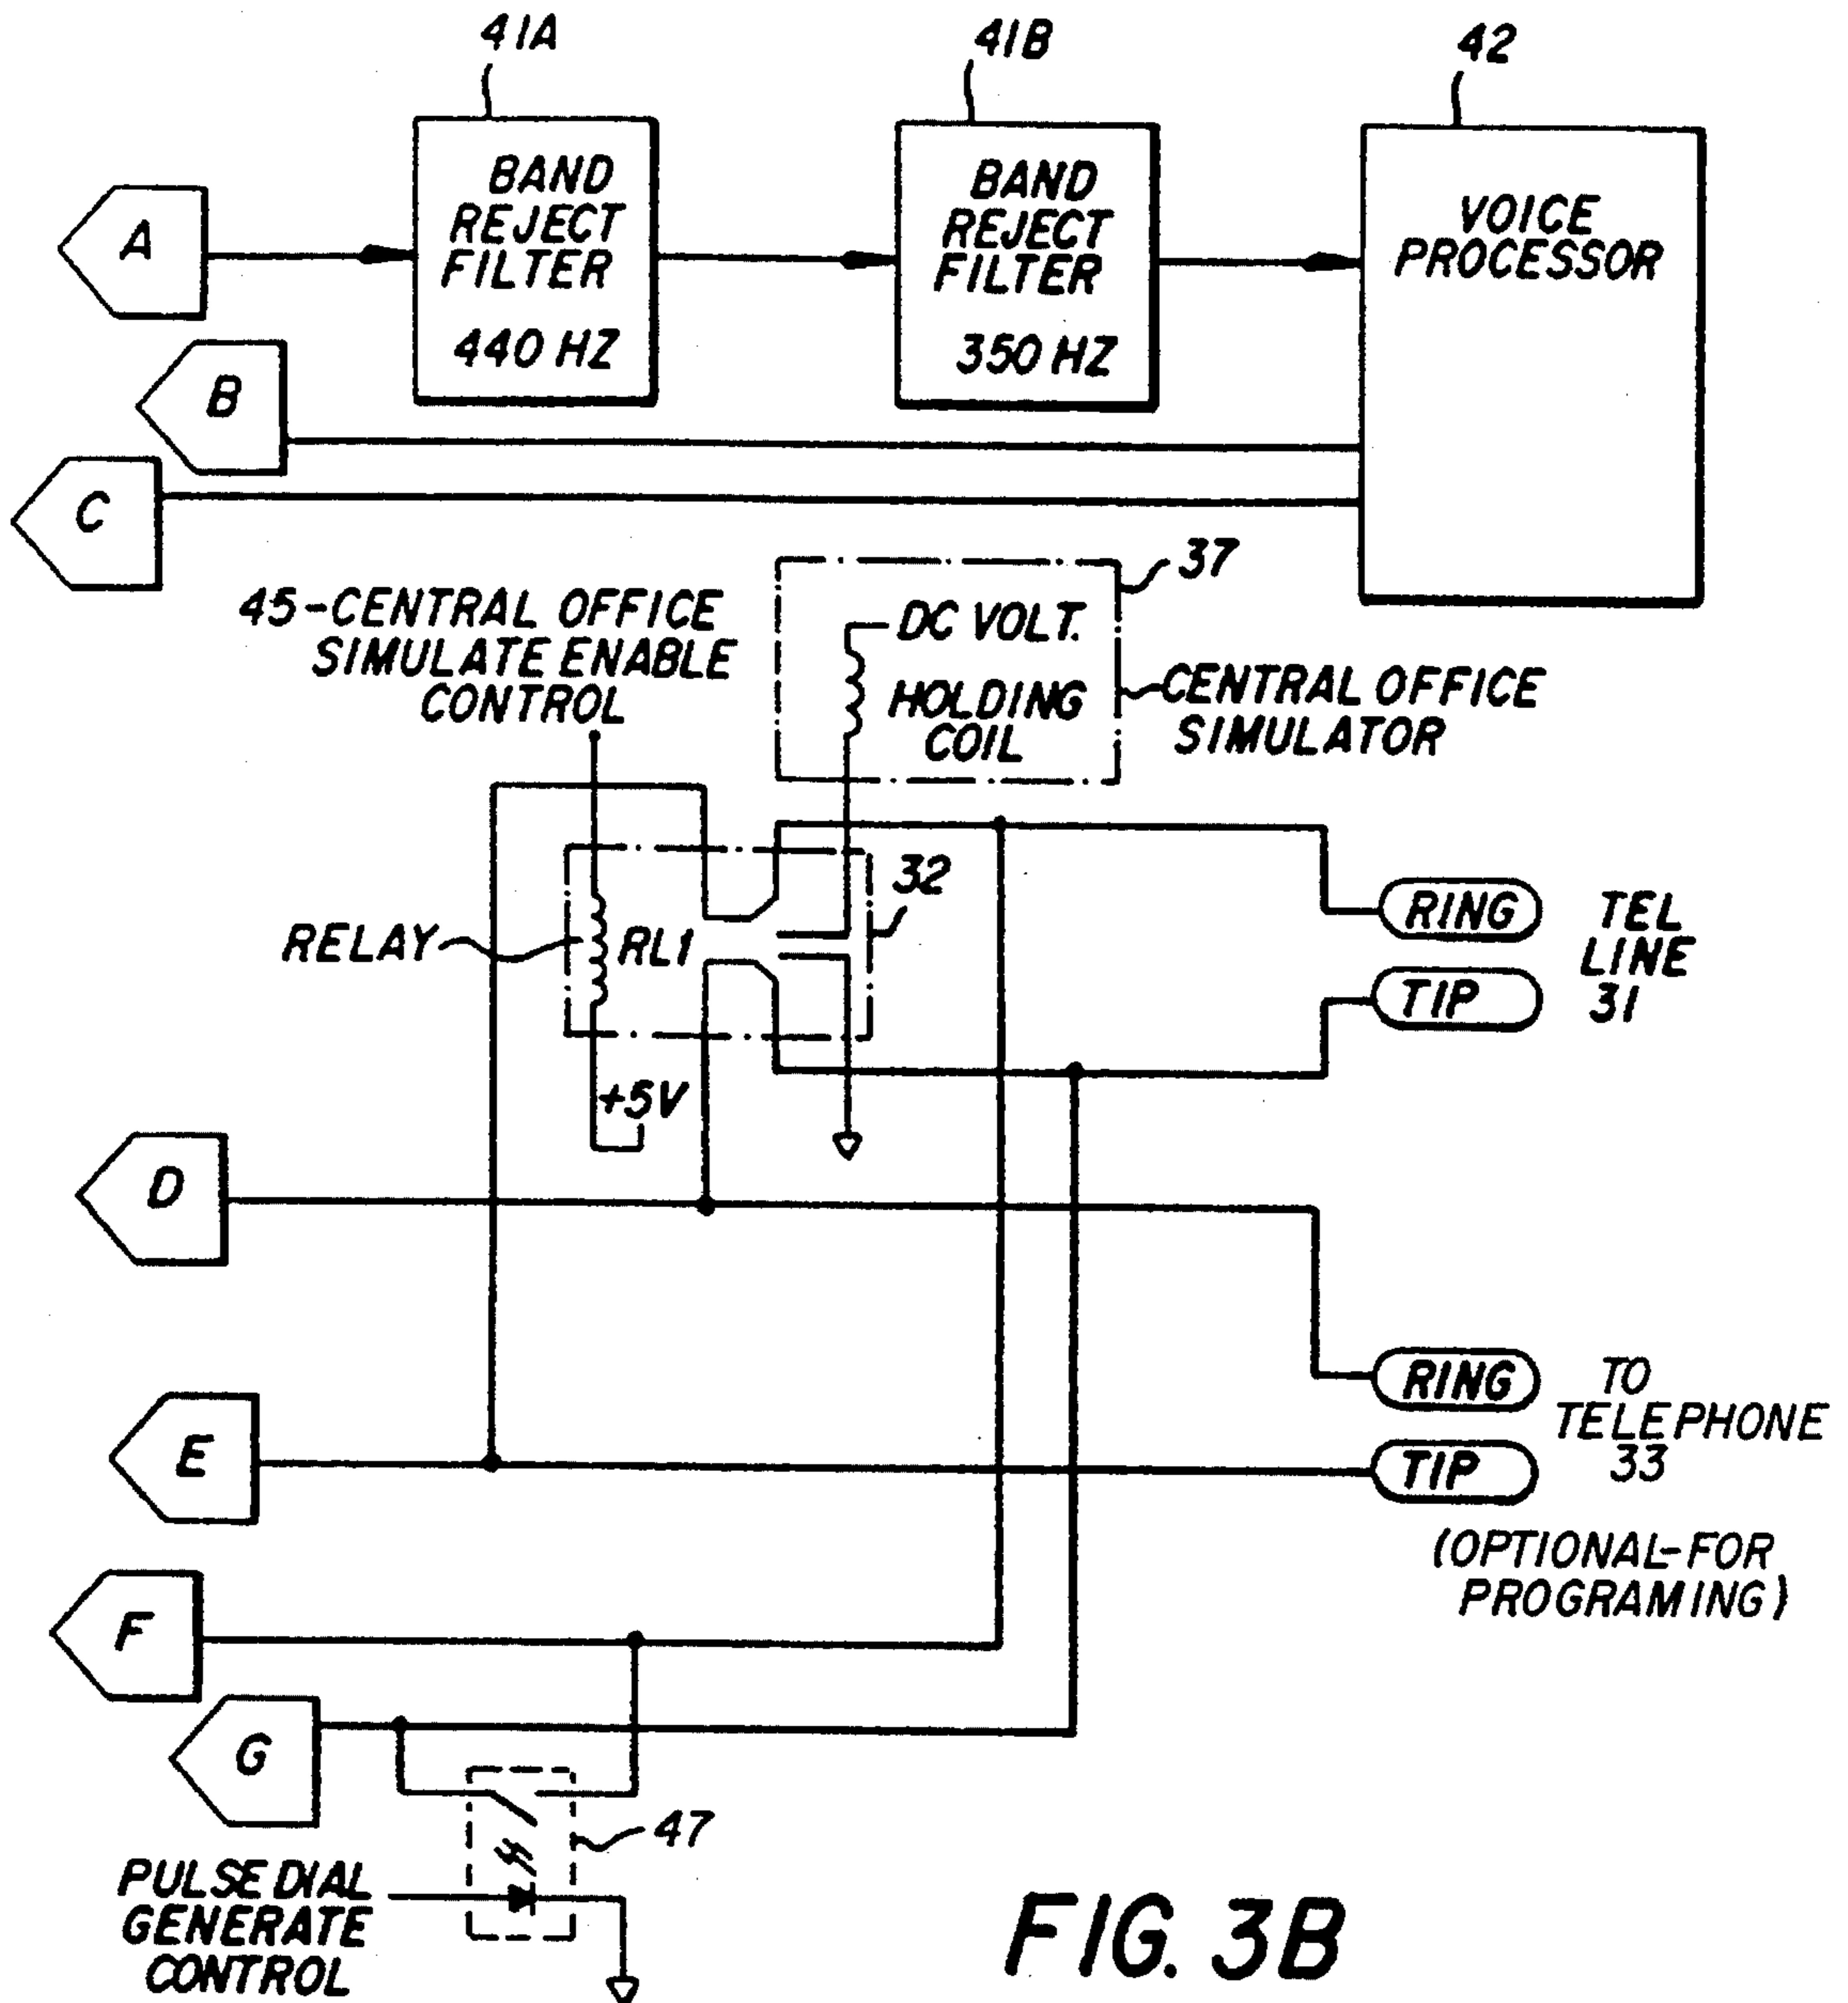 41A
41B
42
A
BAND
REJECT
FILTER
440 HZ
BAND
REJECT
FILTER
350 HZ
VOICE
PROCESSOR
B
C
37
45-CENTRAL OFFICE
SIMULATE ENABLE
CONTROL
DC VOLT.
HOLDING
COIL
CENTRAL OFFICE
SIMULATOR
32
RELAY
RL1
RING
TIP
TEL
LINE
31
+5V
D
RING
TIP
TO
TELEPHONE
33
E
(OPTIONAL-FOR
PROGRAMING)
F
G
47
PULSE DIAL
GENERATE
CONTROL
FIG. 3B